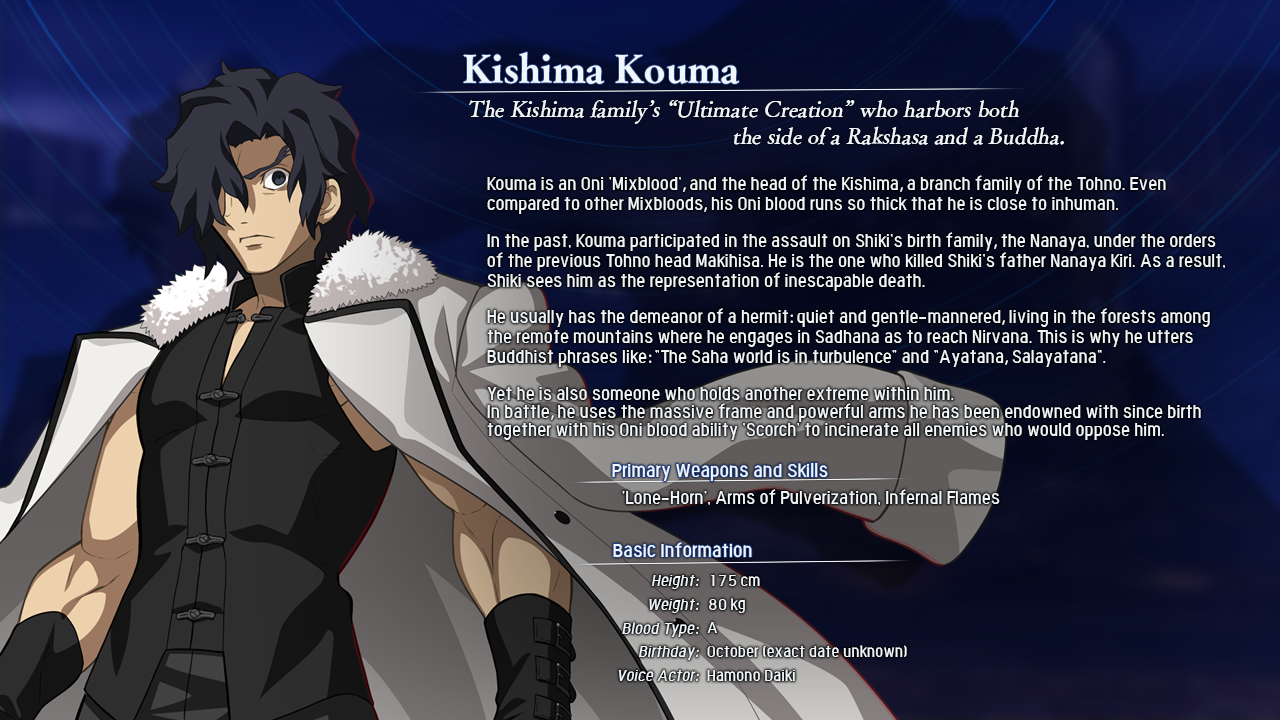 Kishima Kouma
The Kishima family's "Ultimate Creation" who harbors both
the side of a Rakshasa and a Buddha.
Kouma is an Oni 'Mixblood', and the head of the Kishima, a branch family of the Tohno. Even
compared to other Mixbloods, his Oni blood runs so thick that he is close to inhuman.
In the past, Kouma participated in the assault on Shiki's birth family, the Nanaya, under the orders
of the previous Tohno head Makihisa. He is the one who killed Shiki's father Nanaya Kiri. As a result,
Shiki sees him as the representation of inescapable death.
He usually has the demeanor of a hermit: quiet and gentle-mannered, living in the forests among
the remote mountains where he engages in Sadhana as to reach Nirvana. This is why he utters
Buddhist phrases like: "The Saha world is in turbulence" and "Ayatana, Salayatana".
Yet he is also someone who holds another extreme within him.
In battle, he uses the massive frame and powerful arms he has been endowed with since birth
together with his Oni blood ability 'Scorch' to incinerate all enemies who would oppose him.
Primary Weapons and Skills
'Lone-Horn', Arms of Pulverization, Infernal Flames
Basic Information
Height: 175 cm
Weight: 80 kg
Blood Type: A
Birthday: October (exact date unknown)
Voice Actor: Hamono Daiki